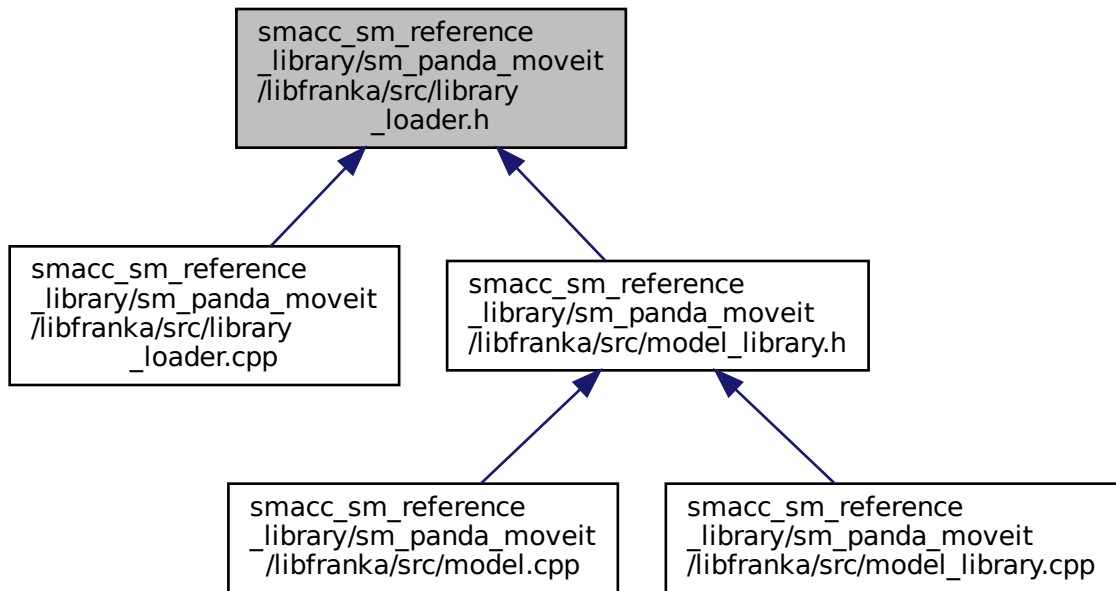 smacc_sm_reference
_library/sm_panda_moveit
/libfranka/src/library
_loader.h
smacc_sm_reference
_library/sm_panda_moveit
/libfranka/src/library
_loader.cpp
smacc_sm_reference
_library/sm_panda_moveit
/libfranka/src/model_library.h
smacc_sm_reference
_library/sm_panda_moveit
/libfranka/src/model.cpp
smacc_sm_reference
_library/sm_panda_moveit
/libfranka/src/model_library.cpp